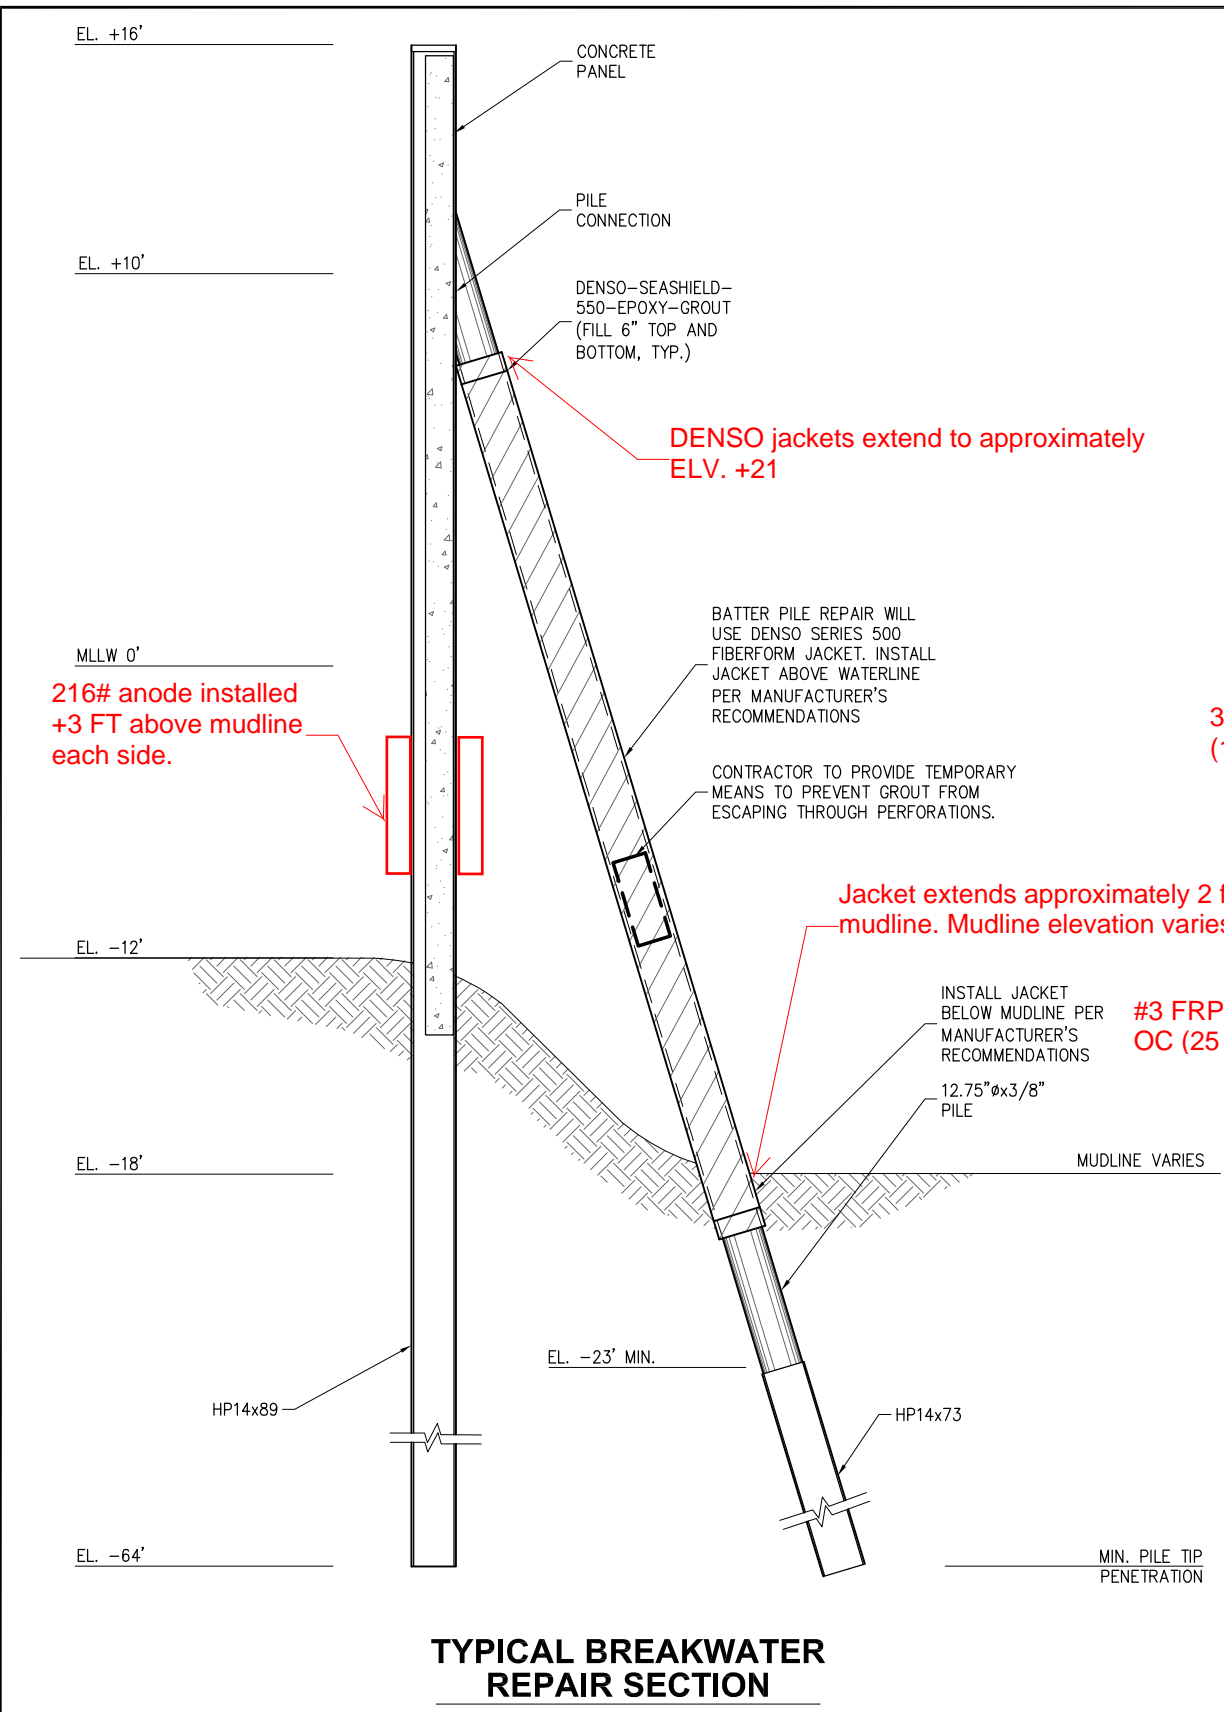 EL. +16'
CONCRETE
PANEL
PILE
CONNECTION
EL. +10'
DENSO-SEASHIELD-
550-EPOXY-GROUT
(FILL 6" TOP AND
BOTTOM, TYP.)
DENSO jackets extend to approximately
ELV. +21
BATTER PILE REPAIR WILL
USE DENSO SERIES 500
FIBERFORM JACKET. INSTALL
JACKET ABOVE WATERLINE
PER MANUFACTURER'S
RECOMMENDATIONS
MLLW 0'
216# anode installed
+3 FT above mudline
each side.
3
(1
CONTRACTOR TO PROVIDE TEMPORARY
MEANS TO PREVENT GROUT FROM
ESCAPING THROUGH PERFORATIONS.
Jacket extends approximately 2 f
mudline. Mudline elevation varies
EL. -12'
INSTALL JACKET
BELOW MUDLINE PER
MANUFACTURER'S
RECOMMENDATIONS
#3 FRP
OC (25
12.75"øx3/8"
PILE
EL. -18'
MUDLINE VARIES
EL. -23' MIN.
HP14x89
HP14x73
EL. -64'
MIN. PILE TIP
PENETRATION
TYPICAL BREAKWATER
REPAIR SECTION